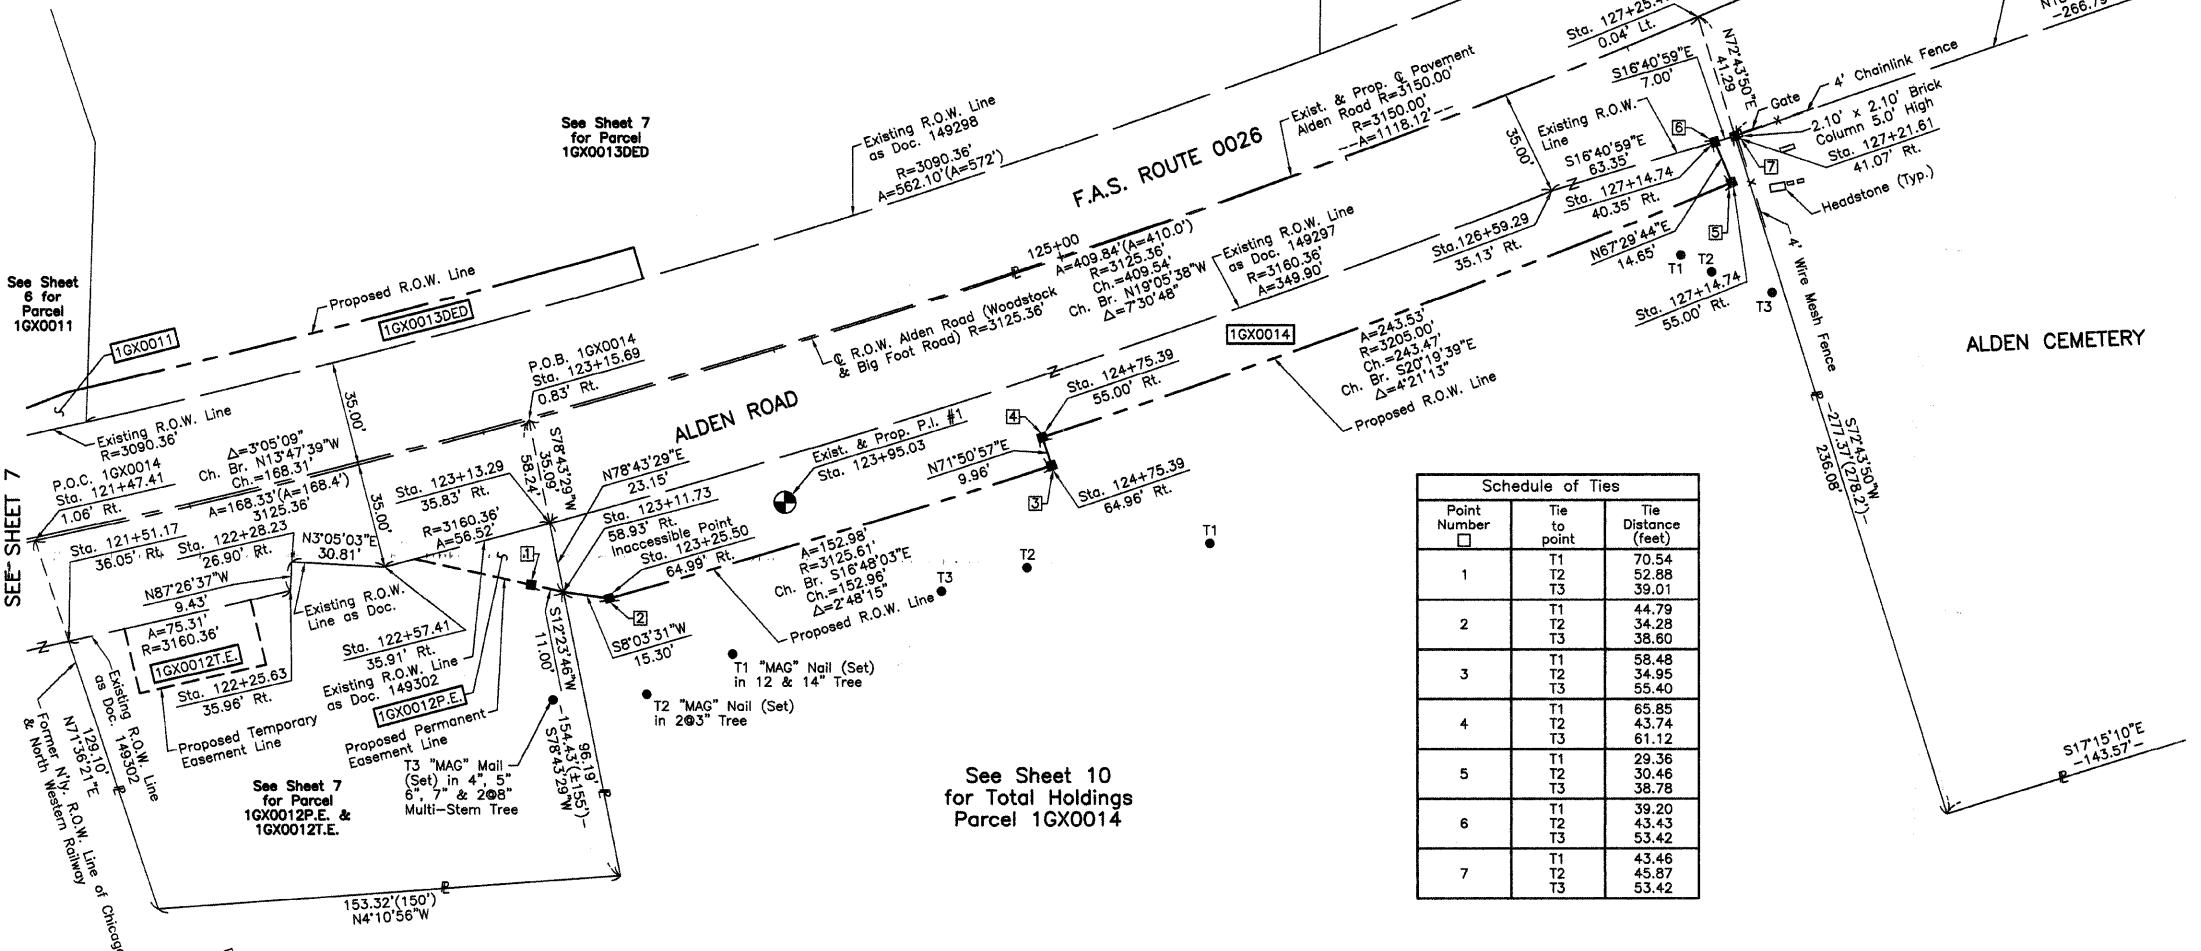 See Sheet 7
for Parcel
1GX0013DED
See Sheet
6 for
Parcel
1GX0011
1GX0011
Proposed R.O.W. Line
1GX0013DED
Existing R.O.W. Line
as Doc. 149298
R=3090.36'
A=562.10'(A=572')
F.A.S. ROUTE 0026
Exist. & Prop. ℄ Pavement
Alden Road R=3150.00'
R=3150.00'
A=1118.12'
Sta. 127+25.4
0.04' Lt.
S16°40'59"E
7.00'
N72°43'50"E
41.29
-266.79
4' Chainlink Fence
Gate
2.10' x 2.10' Brick
Column 5.0' High
Sta. 127+21.61
41.07' Rt.
Headstone (Typ.)
35.00'
Existing R.O.W.
Line
S16°40'59"E
63.35'
Sta. 127+14.74
40.35' Rt.
6
7
5
Sta.126+59.29
35.13' Rt.
N67°29'44"E
14.65'
T1
T2
T3
Sta. 127+14.74
55.00' Rt.
4' Wire Mesh Fence
ALDEN CEMETERY
S72°43'50"W
-277.37'(278.2')-
236.08'
S17°15'10"E
-143.57'-
125+00
A=409.84'(A=410.0')
R=3125.36'
Ch.=409.54'
Ch. Br. N19°05'38"W
Δ=7°30'48"
℄ R.O.W. Alden Road (Woodstock
& Big Foot Road) R=3125.36'
Existing R.O.W. Line
as Doc. 149297
R=3160.36'
A=349.90'
1GX0014
A=243.53'
R=3205.00'
Ch.=243.47'
Ch. Br. S20°19'39"E
Δ=4°21'13"
Proposed R.O.W. Line
Sta. 124+75.39
55.00' Rt.
4
N71°50'57"E
9.96'
3
Sta. 124+75.39
64.96' Rt.
P.O.B. 1GX0014
Sta. 123+15.69
0.83' Rt.
ALDEN ROAD
Exist. & Prop. P.I. #1
Sta. 123+95.03
35.00'
Existing R.O.W. Line
R=3090.36'
Δ=3°05'09"
Ch. Br. N13°47'39"W
Ch.=168.31'
A=168.33'(A=168.4')
3125.36'
P.O.C. 1GX0014
Sta. 121+47.41
1.06' Rt.
SEE SHEET 7
35.00'
Sta. 123+13.29
35.83' Rt.
S78°43'29"W
35.09'
58.24'
N78°43'29"E
23.15'
Sta. 123+11.73
58.93' Rt.
Inaccessible Point
Sta. 123+25.50
64.99' Rt.
R=3160.36'
A=56.52'
1
2
Sta. 121+51.17
36.05' Rt.
Sta. 122+28.23
26.90' Rt.
N3°05'03"E
30.81'
N87°26'37"W
9.43'
Existing R.O.W.
Line as Doc.
A=75.31'
R=3160.36'
1GX0012T.E.
Sta. 122+25.63
35.96' Rt.
Sta. 122+57.41
35.91' Rt.
Existing R.O.W. Line
as Doc. 149302
1GX0012P.E.
Proposed Permanent
Easement Line
Proposed Temporary
Easement Line
Existing R.O.W. Line
as Doc. 149302
129.10'
N71°36'21"E
Former N'ly. R.O.W. Line of Chicago
& North Western Railway
S8°03'31"W
15.30'
S12°23'46"W
11.00'
A=152.98'
R=3125.61'
Ch. Br. S16°48'03"E
Ch.=152.96'
Δ=2°48'15"
Proposed R.O.W. Line
T3
T2
T1
T1 "MAG" Nail (Set)
in 12 & 14" Tree
T2 "MAG" Nail (Set)
in 2@3" Tree
T3 "MAG" Mail
(Set) in 4", 5"
6", 7" & 2@8"
Multi-Stem Tree
96.19'
-154.43'(±155')-
S78°43'29"W
See Sheet 7
for Parcel
1GX0012P.E. &
1GX0012T.E.
153.32'(150')
N4°10'56"W
See Sheet 10
for Total Holdings
Parcel 1GX0014
Schedule of Ties
Point Number □ Tie to point Tie Distance (feet)
1 T1 70.54
T2 52.88
T3 39.01
2 T1 44.79
T2 34.28
T3 38.60
3 T1 58.48
T2 34.95
T3 55.40
4 T1 65.85
T2 43.74
T3 61.12
5 T1 29.36
T2 30.46
T3 38.78
6 T1 39.20
T2 43.43
T3 53.42
7 T1 43.46
T2 45.87
T3 53.42